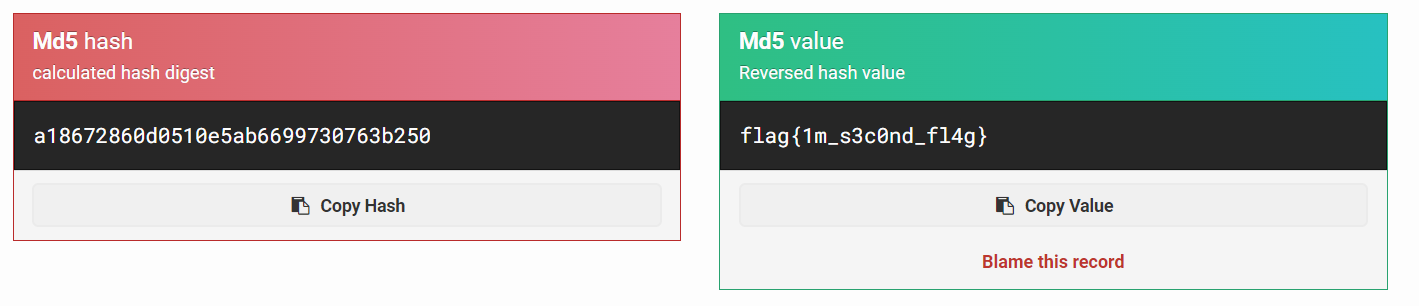 Md5 hash
calculated hash digest
a18672860d0510e5ab6699730763b250
Copy Hash
Md5 value
Reversed hash value
flag{1m_s3c0nd_fl4g}
Copy Value
Blame this record